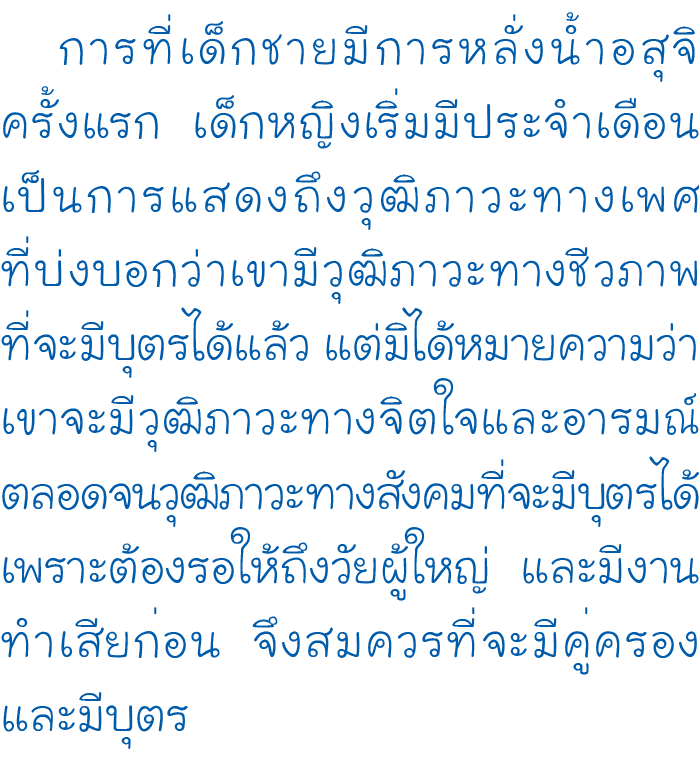 การที่เด็กชายมีการหลั่งน้ำอสุจิ
ครั้งแรก เด็กหญิงเริ่มมีประจำเดือน
เป็นการแสดงถึงวุฒิภาวะทางเพศ
ที่บ่งบอกว่าเขามีวุฒิภาวะทางชีวภาพ
ที่จะมีบุตรได้แล้ว แต่มิได้หมายความว่า
เขาจะมีวุฒิภาวะทางจิตใจและอารมณ์
ตลอดจนวุฒิภาวะทางสังคมที่จะมีบุตรได้
เพราะต้องรอให้ถึงวัยผู้ใหญ่ และมีงาน
ทำเสียก่อน จึงสมควรที่จะมีคู่ครอง
และมีบุตร